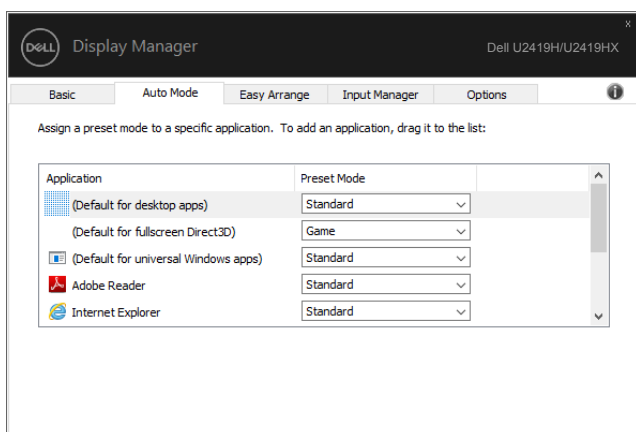 x
DELL Display Manager Dell U2419H/U2419HX
Basic Auto Mode Easy Arrange Input Manager Options
Assign a preset mode to a specific application. To add an application, drag it to the list:
Application Preset Mode
(Default for desktop apps) Standard
(Default for fullscreen Direct3D) Game
(Default for universal Windows apps) Standard
Adobe Reader Standard
Internet Explorer Standard